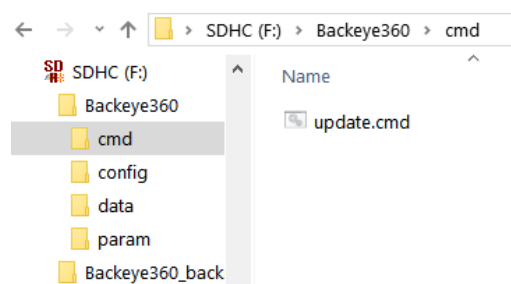 SDHC (F:) > Backeye360 > cmd
SDHC (F:)
Name
Backeye360
update.cmd
cmd
config
data
param
Backeye360_back